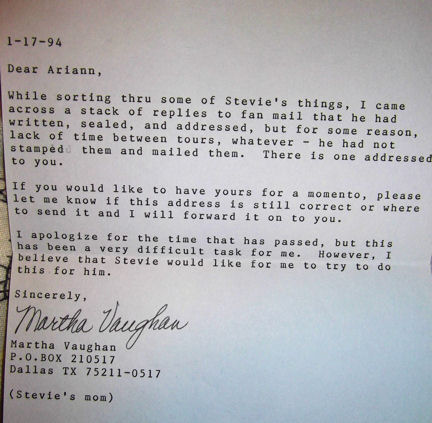 1-17-94
Dear Ariann,
While sorting thru some of Stevie's things, I came
across a stack of replies to fan mail that he had
written, sealed, and addressed, but for some reason,
lack of time between tours, whatever - he had not
stamped them and mailed them. There is one addressed
to you.
If you would like to have yours for a momento, please
let me know if this address is still correct or where
to send it and I will forward it on to you.
I apologize for the time that has passed, but this
has been a very difficult task for me. However, I
believe that Stevie would like for me to try to do
this for him.
Sincerely,
Martha Vaughan
Martha Vaughan
P.O.BOX 210517
Dallas TX 75211-0517
(Stevie's mom)